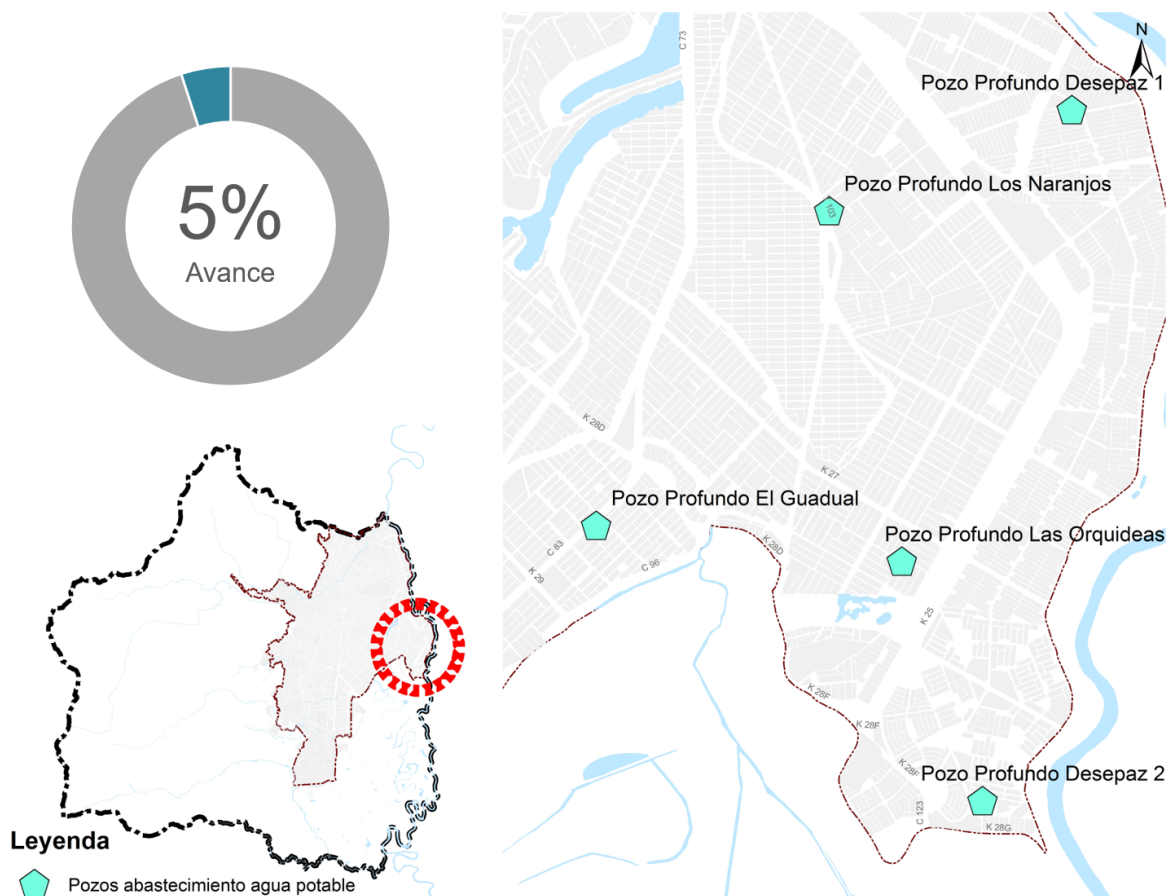 5%
Avance
Leyenda
Pozos abastecimiento agua potable
N
C 73
Pozo Profundo Desepaz 1
Pozo Profundo Los Naranjos
103
K 28D
K 27
Pozo Profundo El Guadual
Pozo Profundo Las Orquideas
C 83
K 29
C 96
K 28D
K 25
K 28F
K 28F
K 28F
Pozo Profundo Desepaz 2
C 123
K 28G